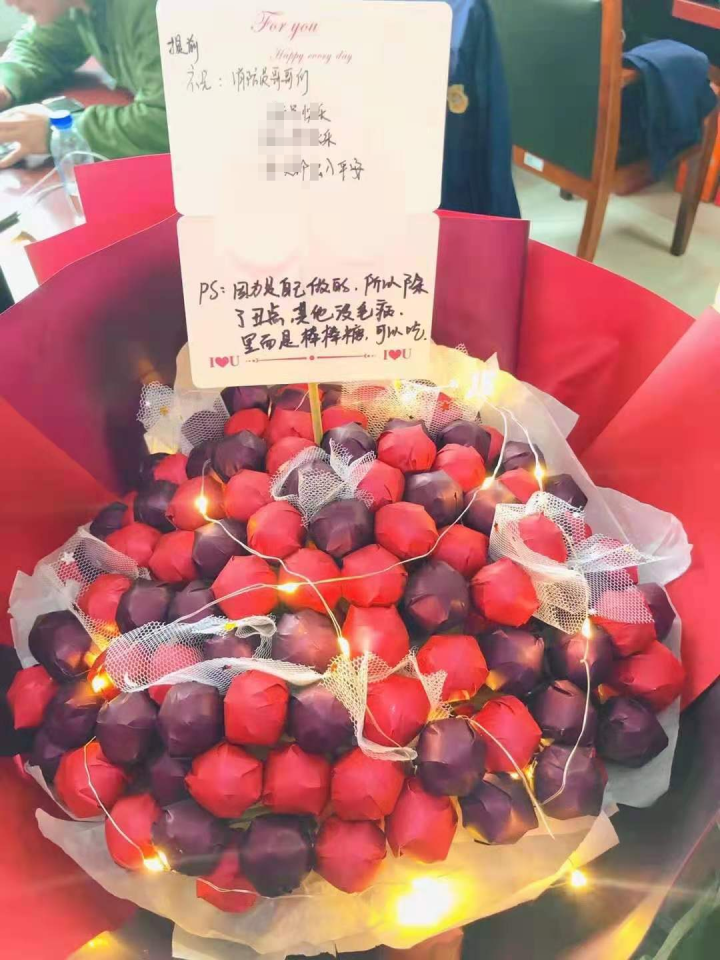 For you
Happy every day
提前
祝：消防员哥哥们
乐
乐
平安
PS：因为是自己做的，所以除
了丑点，其他没毛病.
里面是棒棒糖，可以吃
I❤U I❤U